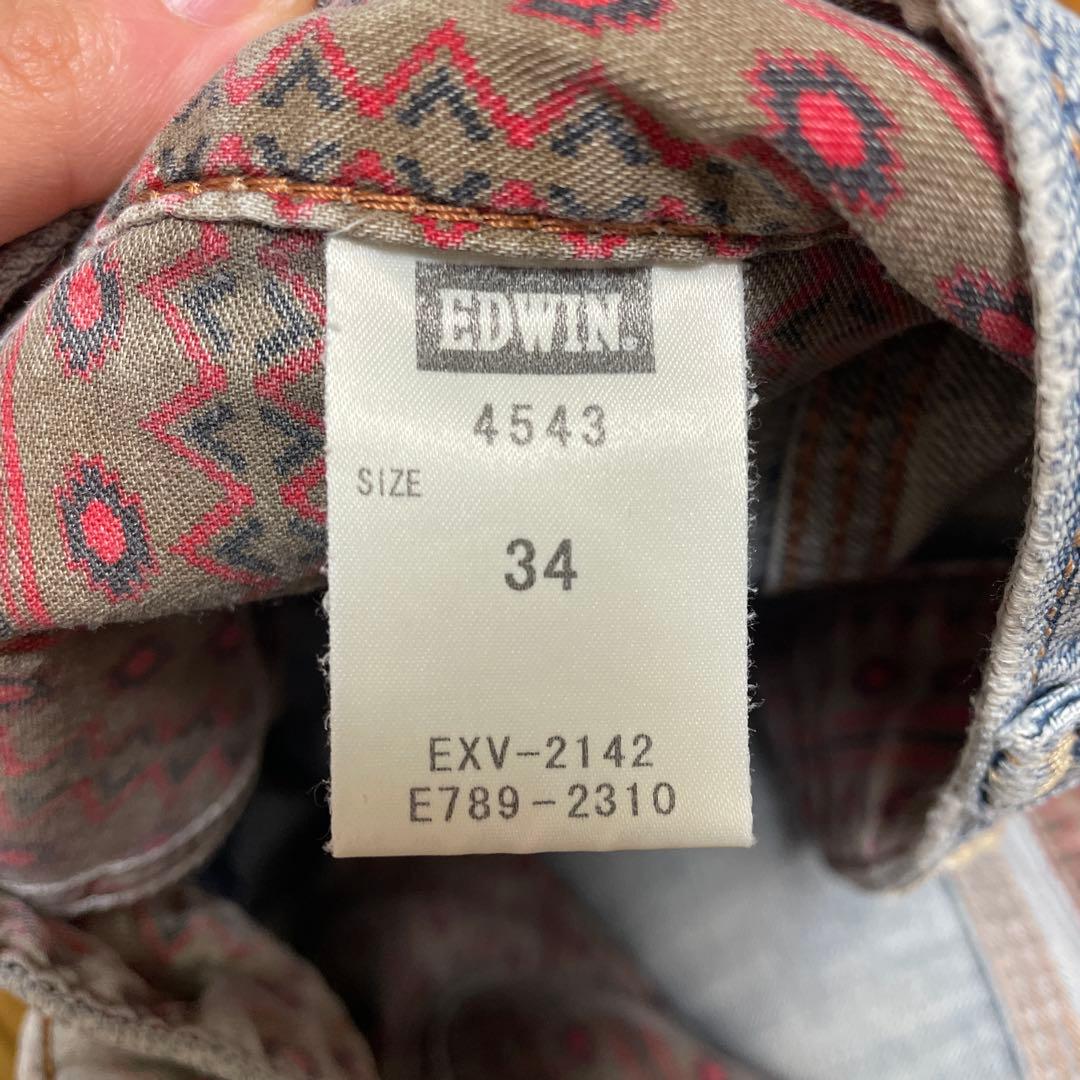 EDWIN.
4543
SIZE
34
EXV-2142
E789-2310